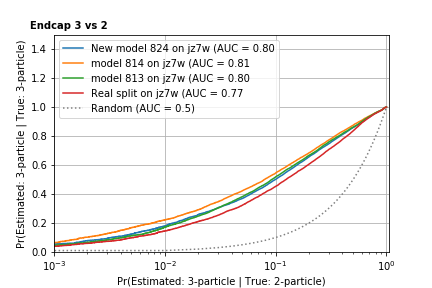 Endcap 3 vs 2
Pr(Estimated: 3-particle | True: 3-particle)
1.4
1.2
1.0
0.8
0.6
0.4
0.2
0.0
New model 824 on jz7w (AUC = 0.80
model 814 on jz7w (AUC = 0.81
model 813 on jz7w (AUC = 0.80
Real split on jz7w (AUC = 0.77
Random (AUC = 0.5)
10⁻³ 10⁻² 10⁻¹ 10⁰
Pr(Estimated: 3-particle | True: 2-particle)